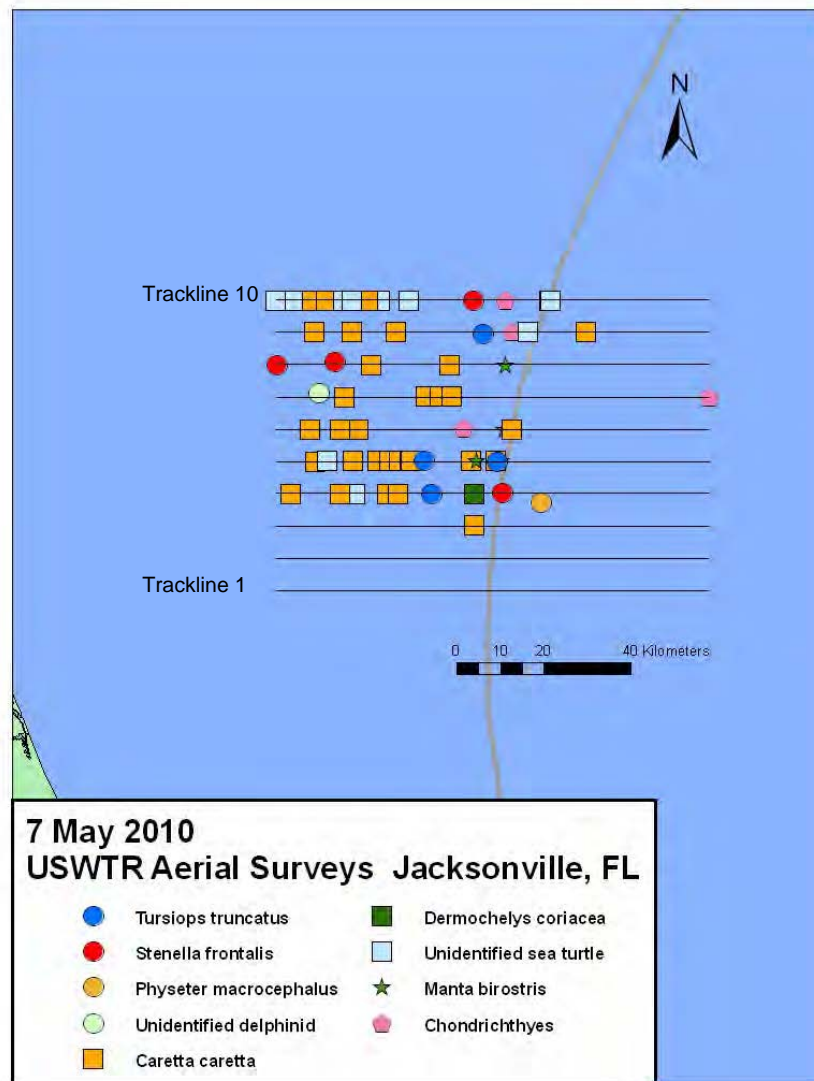 N
Trackline 10
Trackline 1
0 10 20 40 Kilometers
7 May 2010
USWTR Aerial Surveys Jacksonville, FL
Tursiops truncatus
Dermochelys coriacea
Stenella frontalis
Unidentified sea turtle
Physeter macrocephalus
Manta birostris
Unidentified delphinid
Chondrichthyes
Caretta caretta